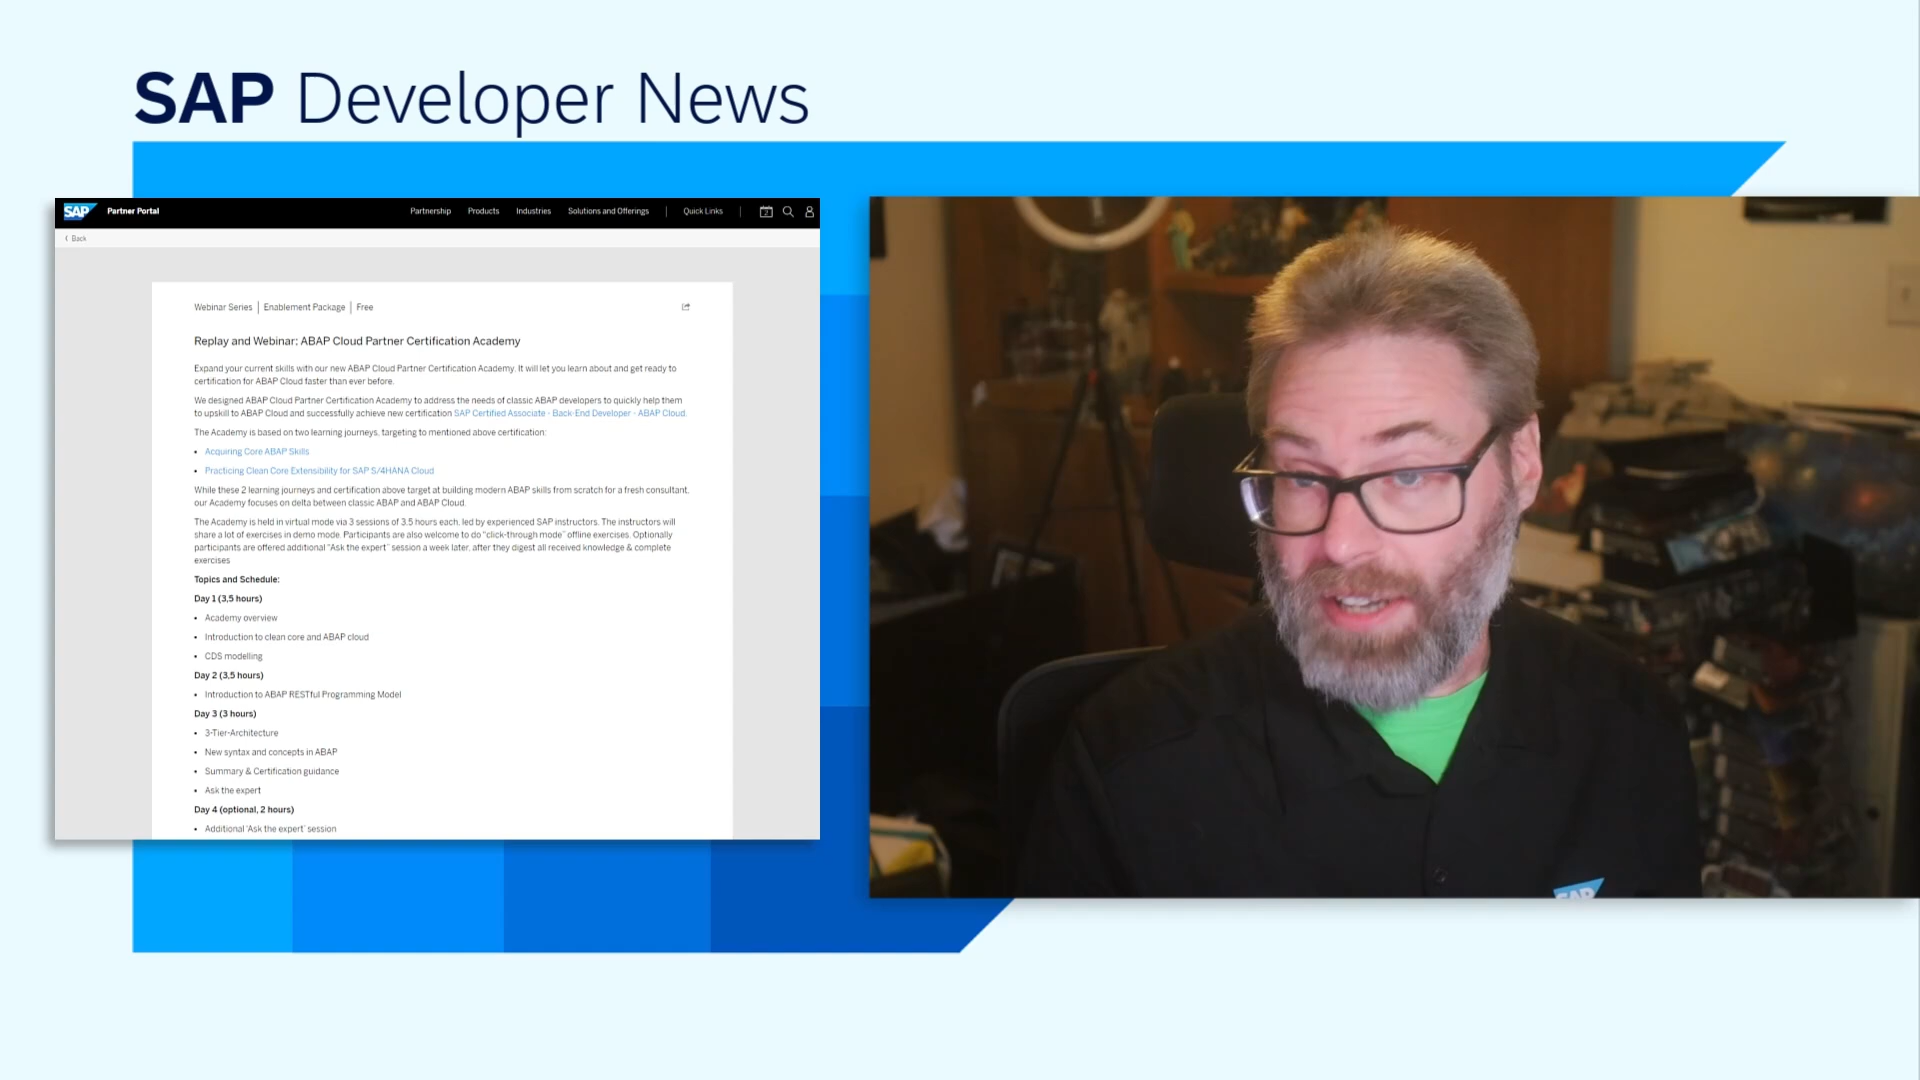 SAP Developer News
SAP Partner Portal Partnership Products Industries Solutions and Offerings Quick Links
Back
Webinar Series | Enablement Package | Free
Replay and Webinar: ABAP Cloud Partner Certification Academy
Expand your current skills with our new ABAP Cloud Partner Certification Academy. It will let you learn about and get ready to
certification for ABAP Cloud faster than ever before.
We designed ABAP Cloud Partner Certification Academy to address the needs of classic ABAP developers to quickly help them
to upskill to ABAP Cloud and successfully achieve new certification SAP Certified Associate - Back-End Developer - ABAP Cloud.
The Academy is based on two learning journeys, targeting to mentioned above certification:
• Acquiring Core ABAP Skills
• Practicing Clean Core Extensibility for SAP S/4HANA Cloud
While these 2 learning journeys and certification above target at building modern ABAP skills from scratch for a fresh consultant,
our Academy focuses on delta between classic ABAP and ABAP Cloud.
The Academy is held in virtual mode via 3 sessions of 3.5 hours each, led by experienced SAP instructors. The instructors will
share a lot of exercises in demo mode. Participants are also welcome to do "click-through mode" offline exercises. Optionally
participants are offered additional "Ask the expert" session a week later, after they digest all received knowledge & complete
exercises
Topics and Schedule:
Day 1 (3,5 hours)
• Academy overview
• Introduction to clean core and ABAP cloud
• CDS modelling
Day 2 (3,5 hours)
• Introduction to ABAP RESTful Programming Model
Day 3 (3 hours)
• 3-Tier-Architecture
• New syntax and concepts in ABAP
• Summary & Certification guidance
• Ask the expert
Day 4 (optional, 2 hours)
• Additional 'Ask the expert' session
SAP